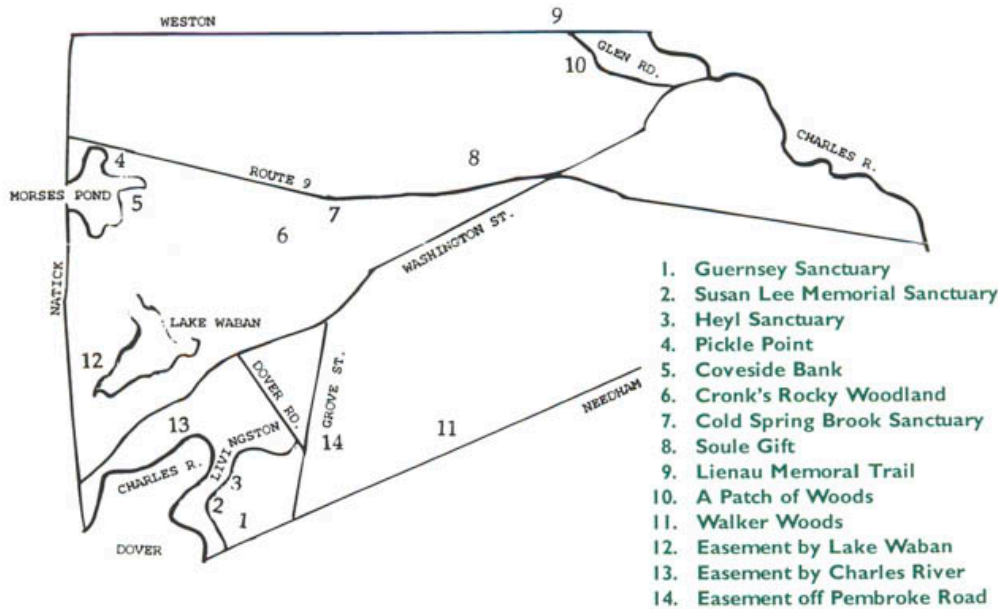 WESTON
9
GLEN RD.
10
CHARLES R.
4
8
ROUTE 9
MORSES POND
5
7
6
WASHINGTON ST.
NATICK
LAKE WABAN
12
DOVER RD.
GROVE ST.
NEEDHAM
13
LIVINGSTON
14
11
CHARLES R.
3
2
1
DOVER
1. Guernsey Sanctuary
2. Susan Lee Memorial Sanctuary
3. Heyl Sanctuary
4. Pickle Point
5. Coveside Bank
6. Cronk's Rocky Woodland
7. Cold Spring Brook Sanctuary
8. Soule Gift
9. Lienau Memoral Trail
10. A Patch of Woods
11. Walker Woods
12. Easement by Lake Waban
13. Easement by Charles River
14. Easement off Pembroke Road